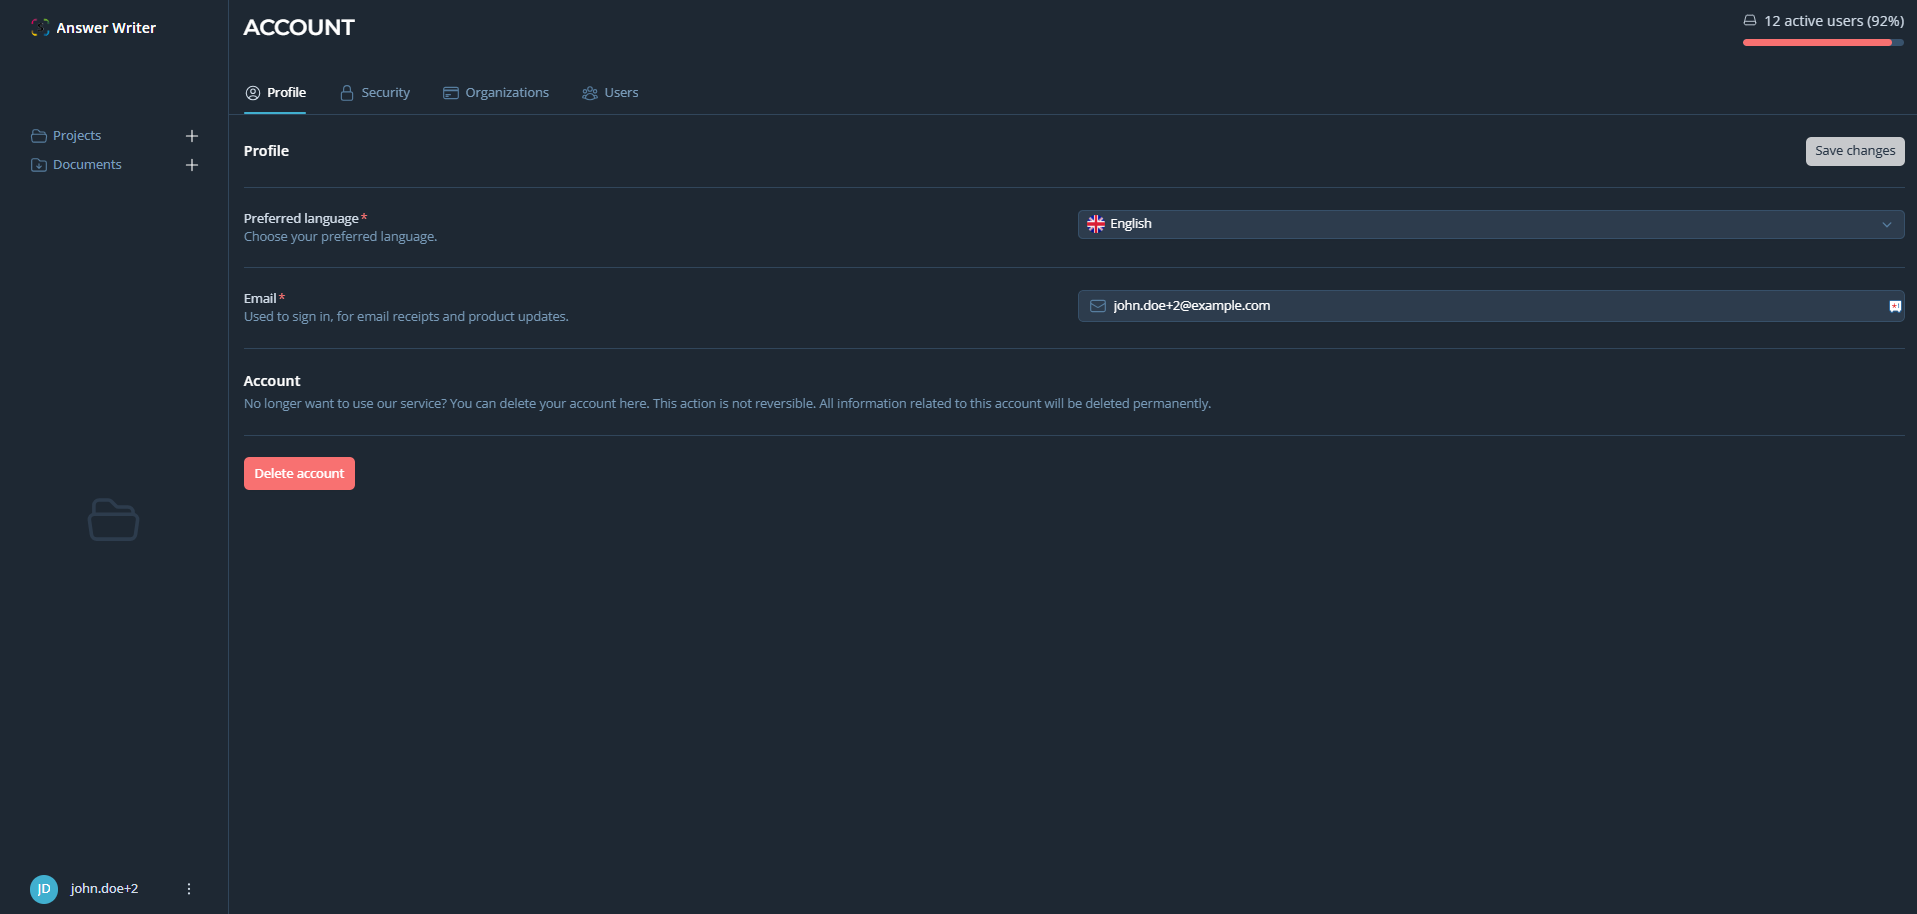 Answer Writer
ACCOUNT
12 active users (92%)
Profile
Security
Organizations
Users
Projects
Documents
Profile
Save changes
Preferred language*
Choose your preferred language.
English
Email*
Used to sign in, for email receipts and product updates.
john.doe+2@example.com
Account
No longer want to use our service? You can delete your account here. This action is not reversible. All information related to this account will be deleted permanently.
Delete account
JD
john.doe+2